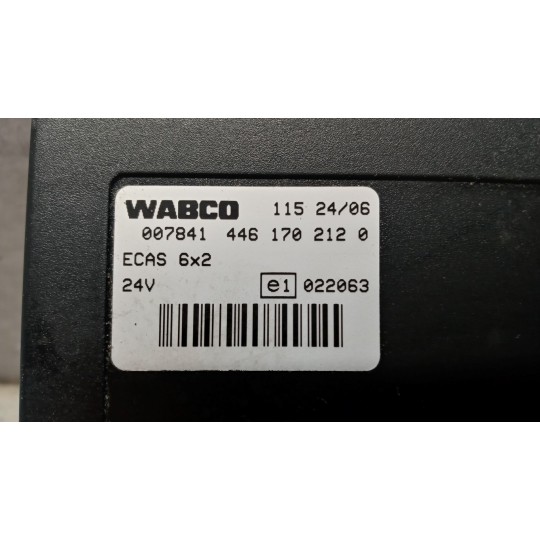 WABCO 115 24/06
007841 446 170 212 0
ECAS 6x2
24V e1 022063